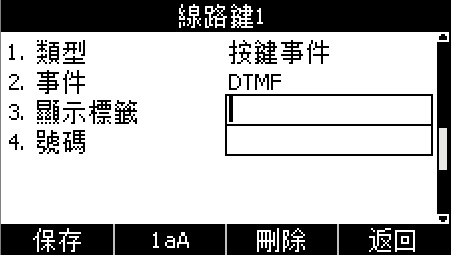 線路鍵1
1. 類型 按鍵事件
2. 事件 DTMF
3. 顯示標籤
4. 號碼
保存 1aA 刪除 返回